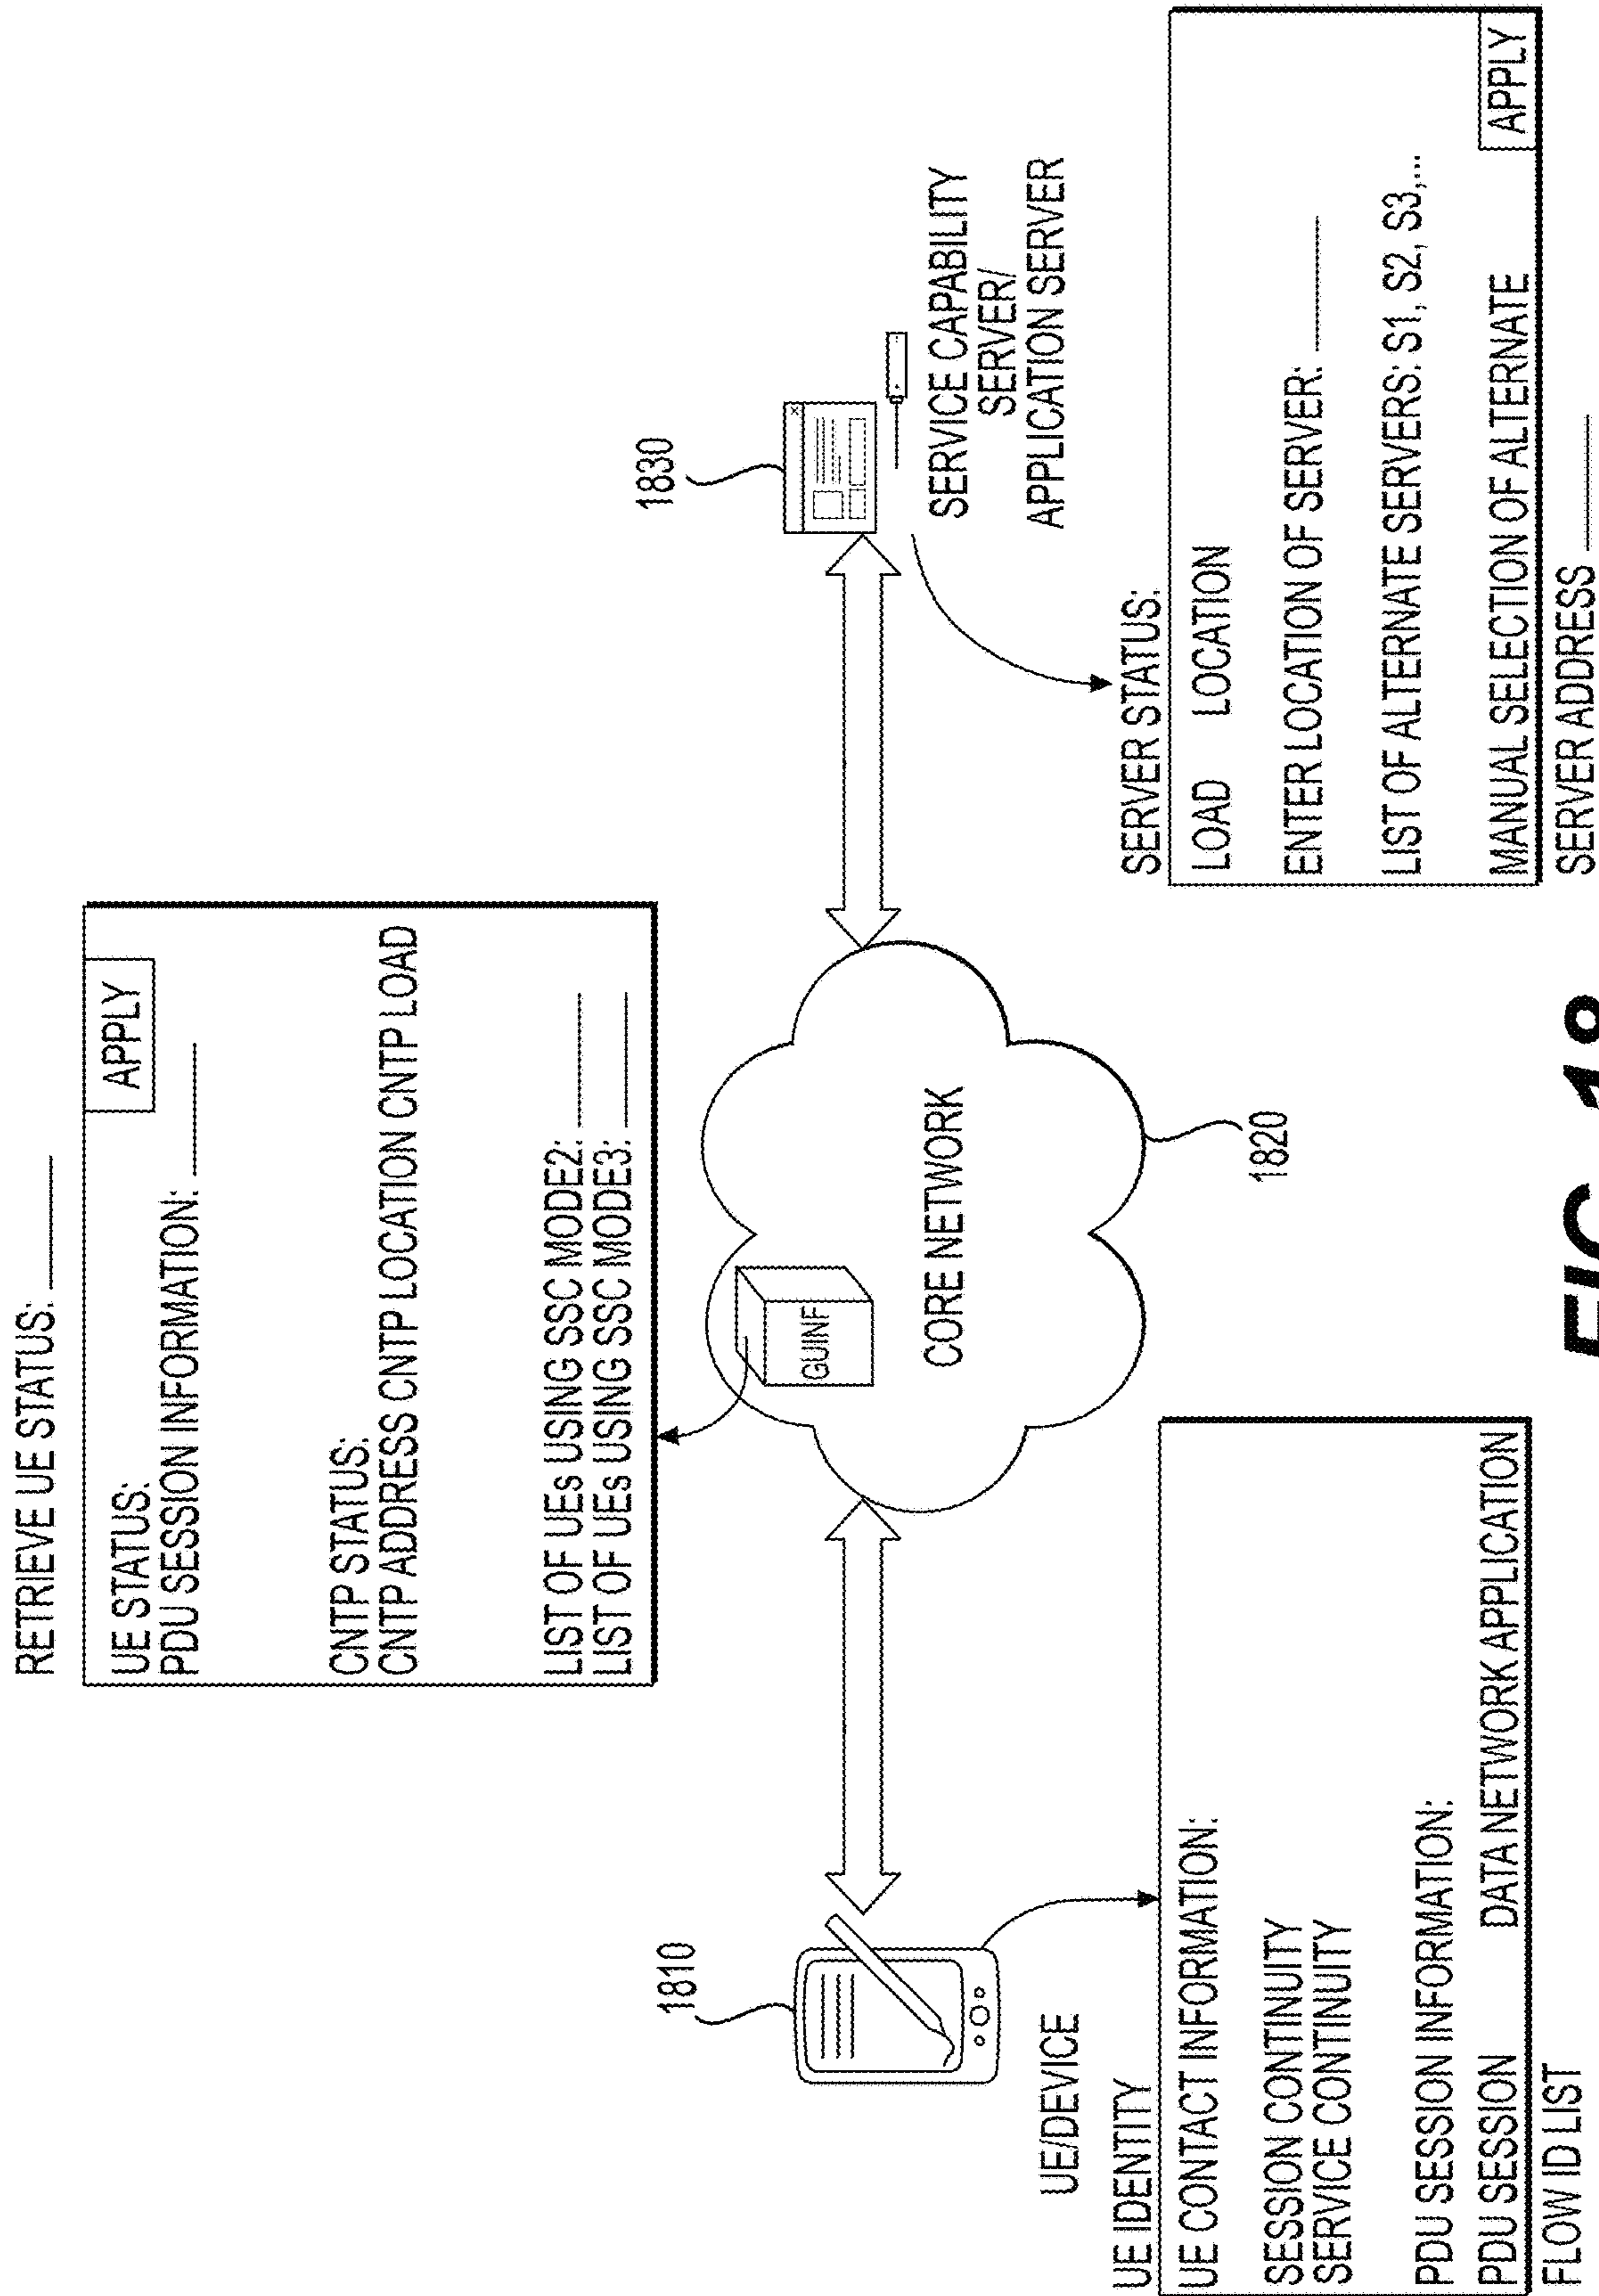 RETRIEVE UE STATUS:
APPLY
UE STATUS:
PDU SESSION INFORMATION:
CNTP STATUS:
CNTP ADDRESS CNTP LOCATION CNTP LOAD
LIST OF UEs USING SSC MODE2:
LIST OF UEs USING SSC MODE3:
1810
UE/DEVICE
GUINF
CORE NETWORK
1820
1830
SERVICE CAPABILITY
SERVER/
APPLICATION SERVER
UE IDENTITY
UE CONTACT INFORMATION:
SESSION CONTINUITY
SERVICE CONTINUITY
PDU SESSION INFORMATION:
PDU SESSION DATA NETWORK APPLICATION
FLOW ID LIST
SERVER STATUS:
LOAD LOCATION
ENTER LOCATION OF SERVER:
LIST OF ALTERNATE SERVERS: S1, S2, S3,...
MANUAL SELECTION OF ALTERNATE
APPLY
SERVER ADDRESS
FIG. 18